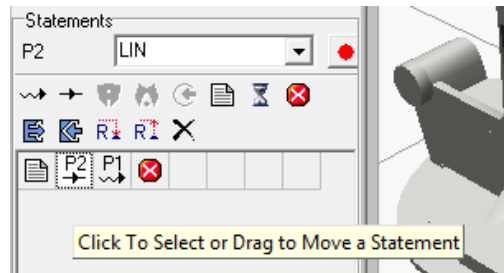 Statements
P2 LIN
R R
P2 P1
Click To Select or Drag to Move a Statement